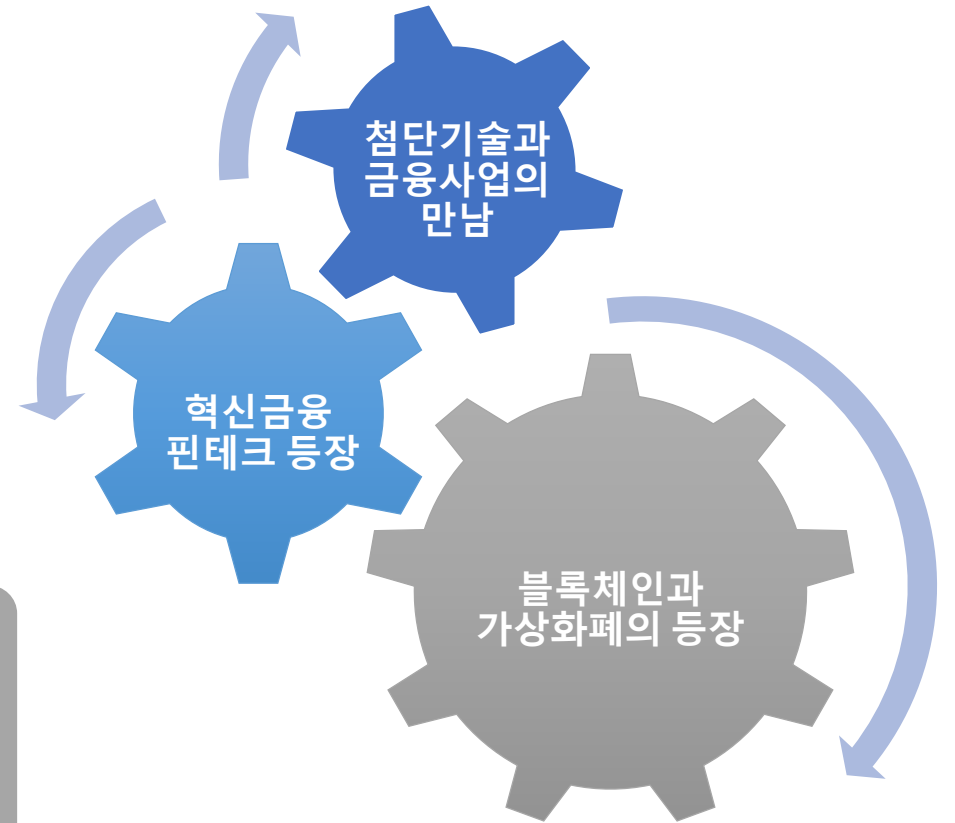 첨단기술과
금융사업의
만남
혁신금융
핀테크 등장
블록체인과
가상화폐의 등장